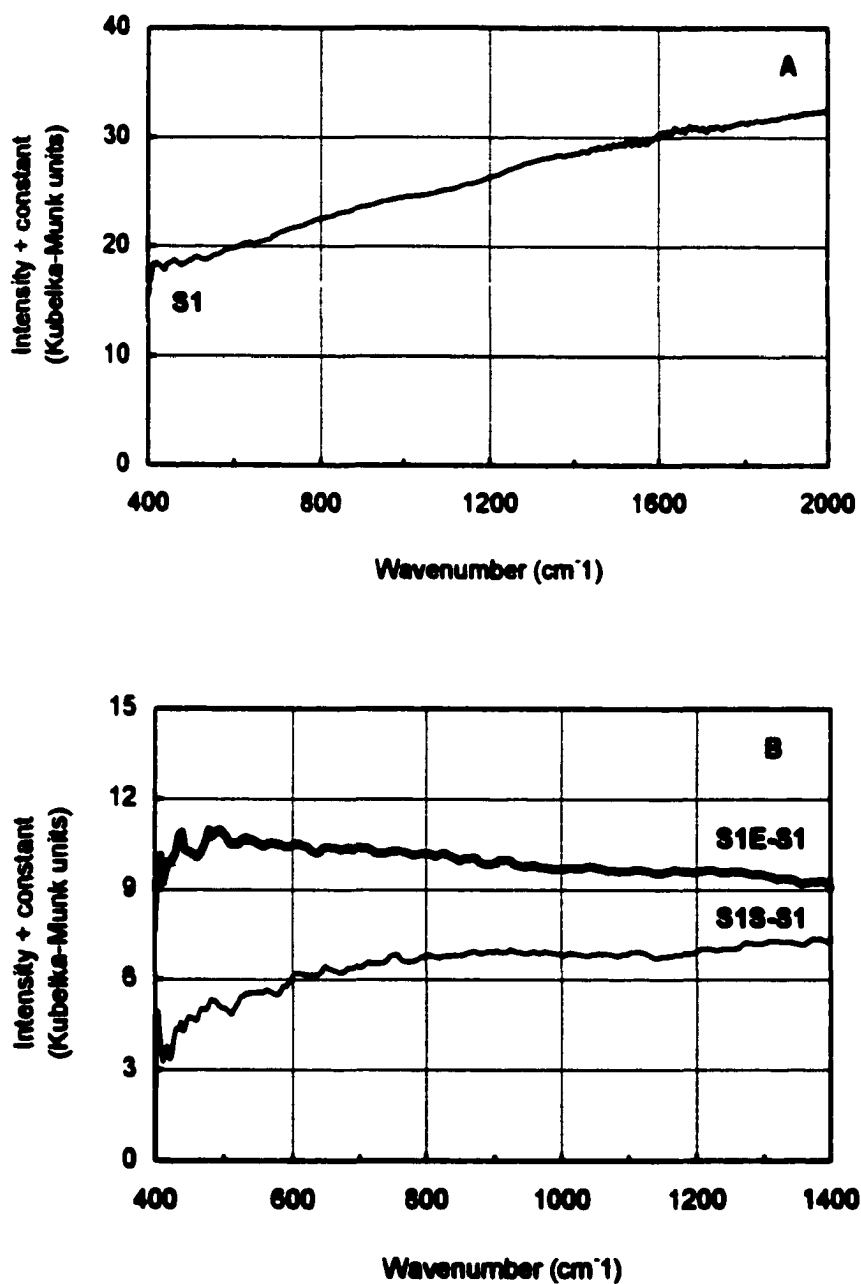 40
30
20
10
0
A
S1
Intensity + constant
(Kubelka-Munk units)
400 800 1200 1600 2000
Wavenumber (cm-1)
15
12
9
6
3
0
B
S1E-S1
S1S-S1
Intensity + constant
(Kubelka-Munk units)
400 600 800 1000 1200 1400
Wavenumber (cm-1)